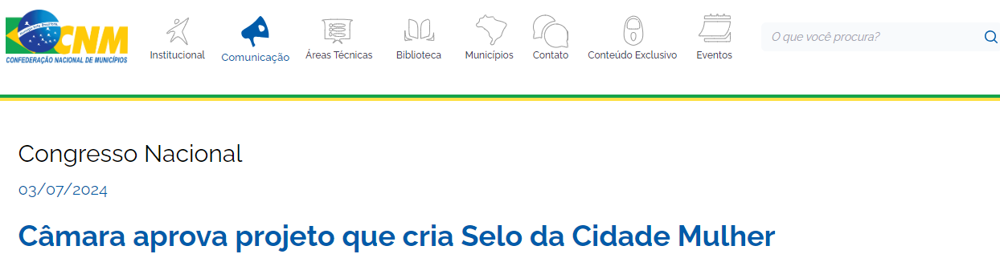 CNM
CONFEDERAÇÃO NACIONAL DE MUNICÍPIOS
Institucional
Comunicação
Áreas Técnicas
Biblioteca
Municípios
Contato
Conteúdo Exclusivo
Eventos
O que você procura?
Congresso Nacional
03/07/2024
Câmara aprova projeto que cria Selo da Cidade Mulher